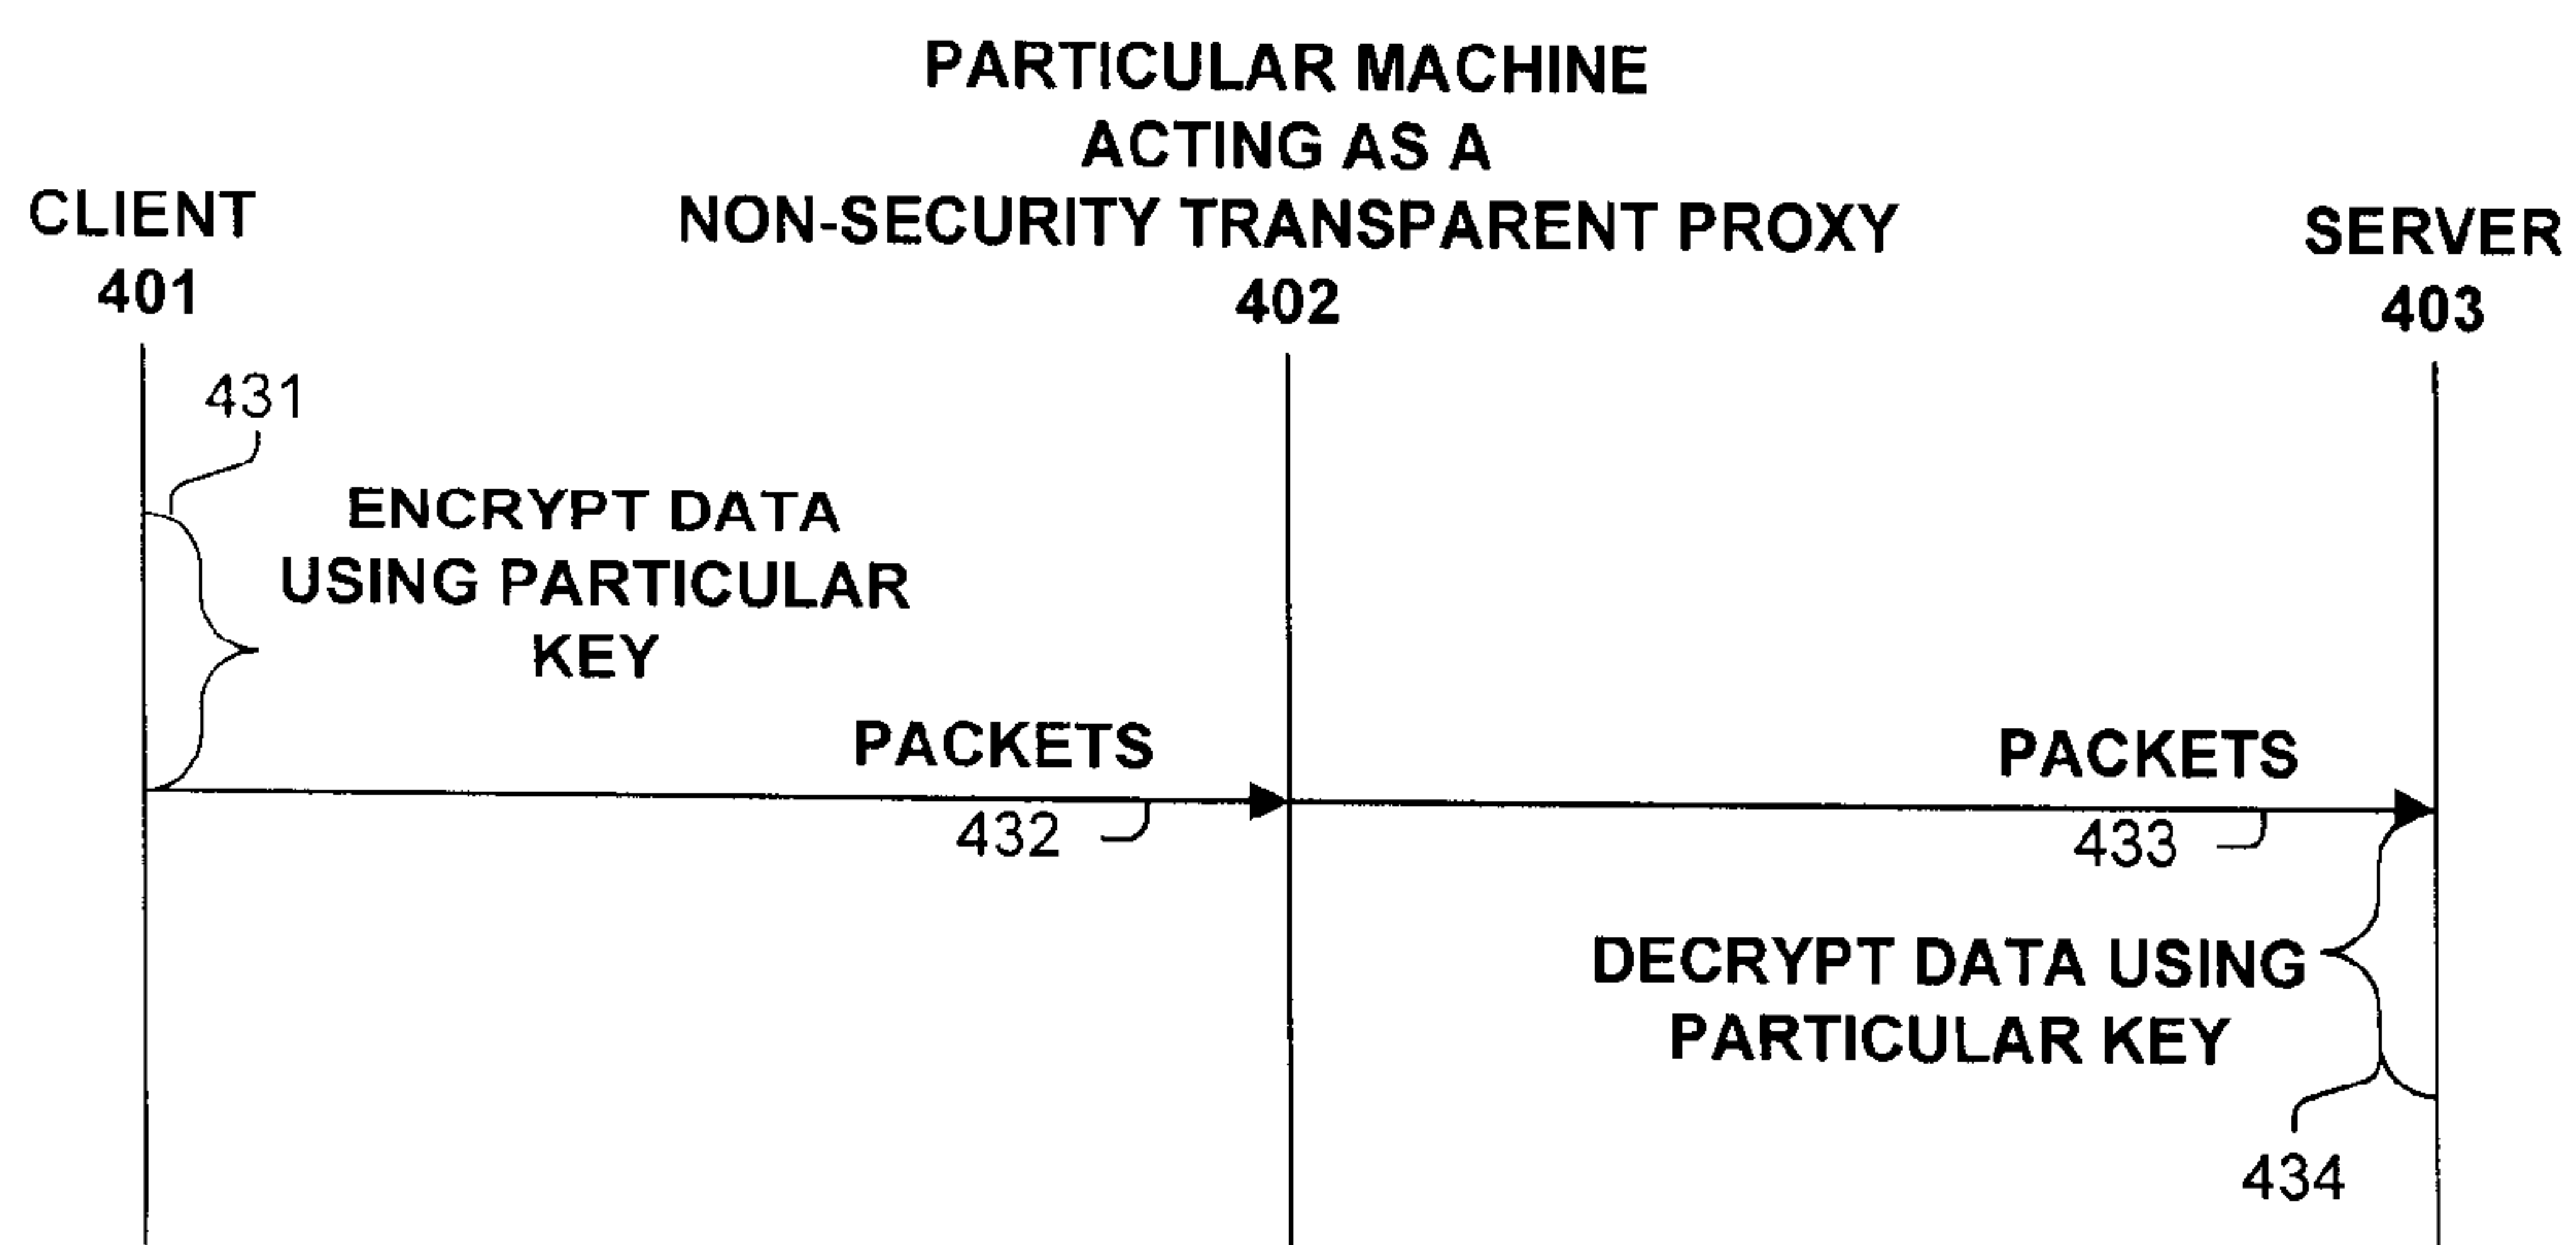 PARTICULAR MACHINE
ACTING AS A
NON-SECURITY TRANSPARENT PROXY
402
CLIENT
401
SERVER
403
431
ENCRYPT DATA
USING PARTICULAR
KEY
PACKETS
432
PACKETS
433
DECRYPT DATA USING
PARTICULAR KEY
434